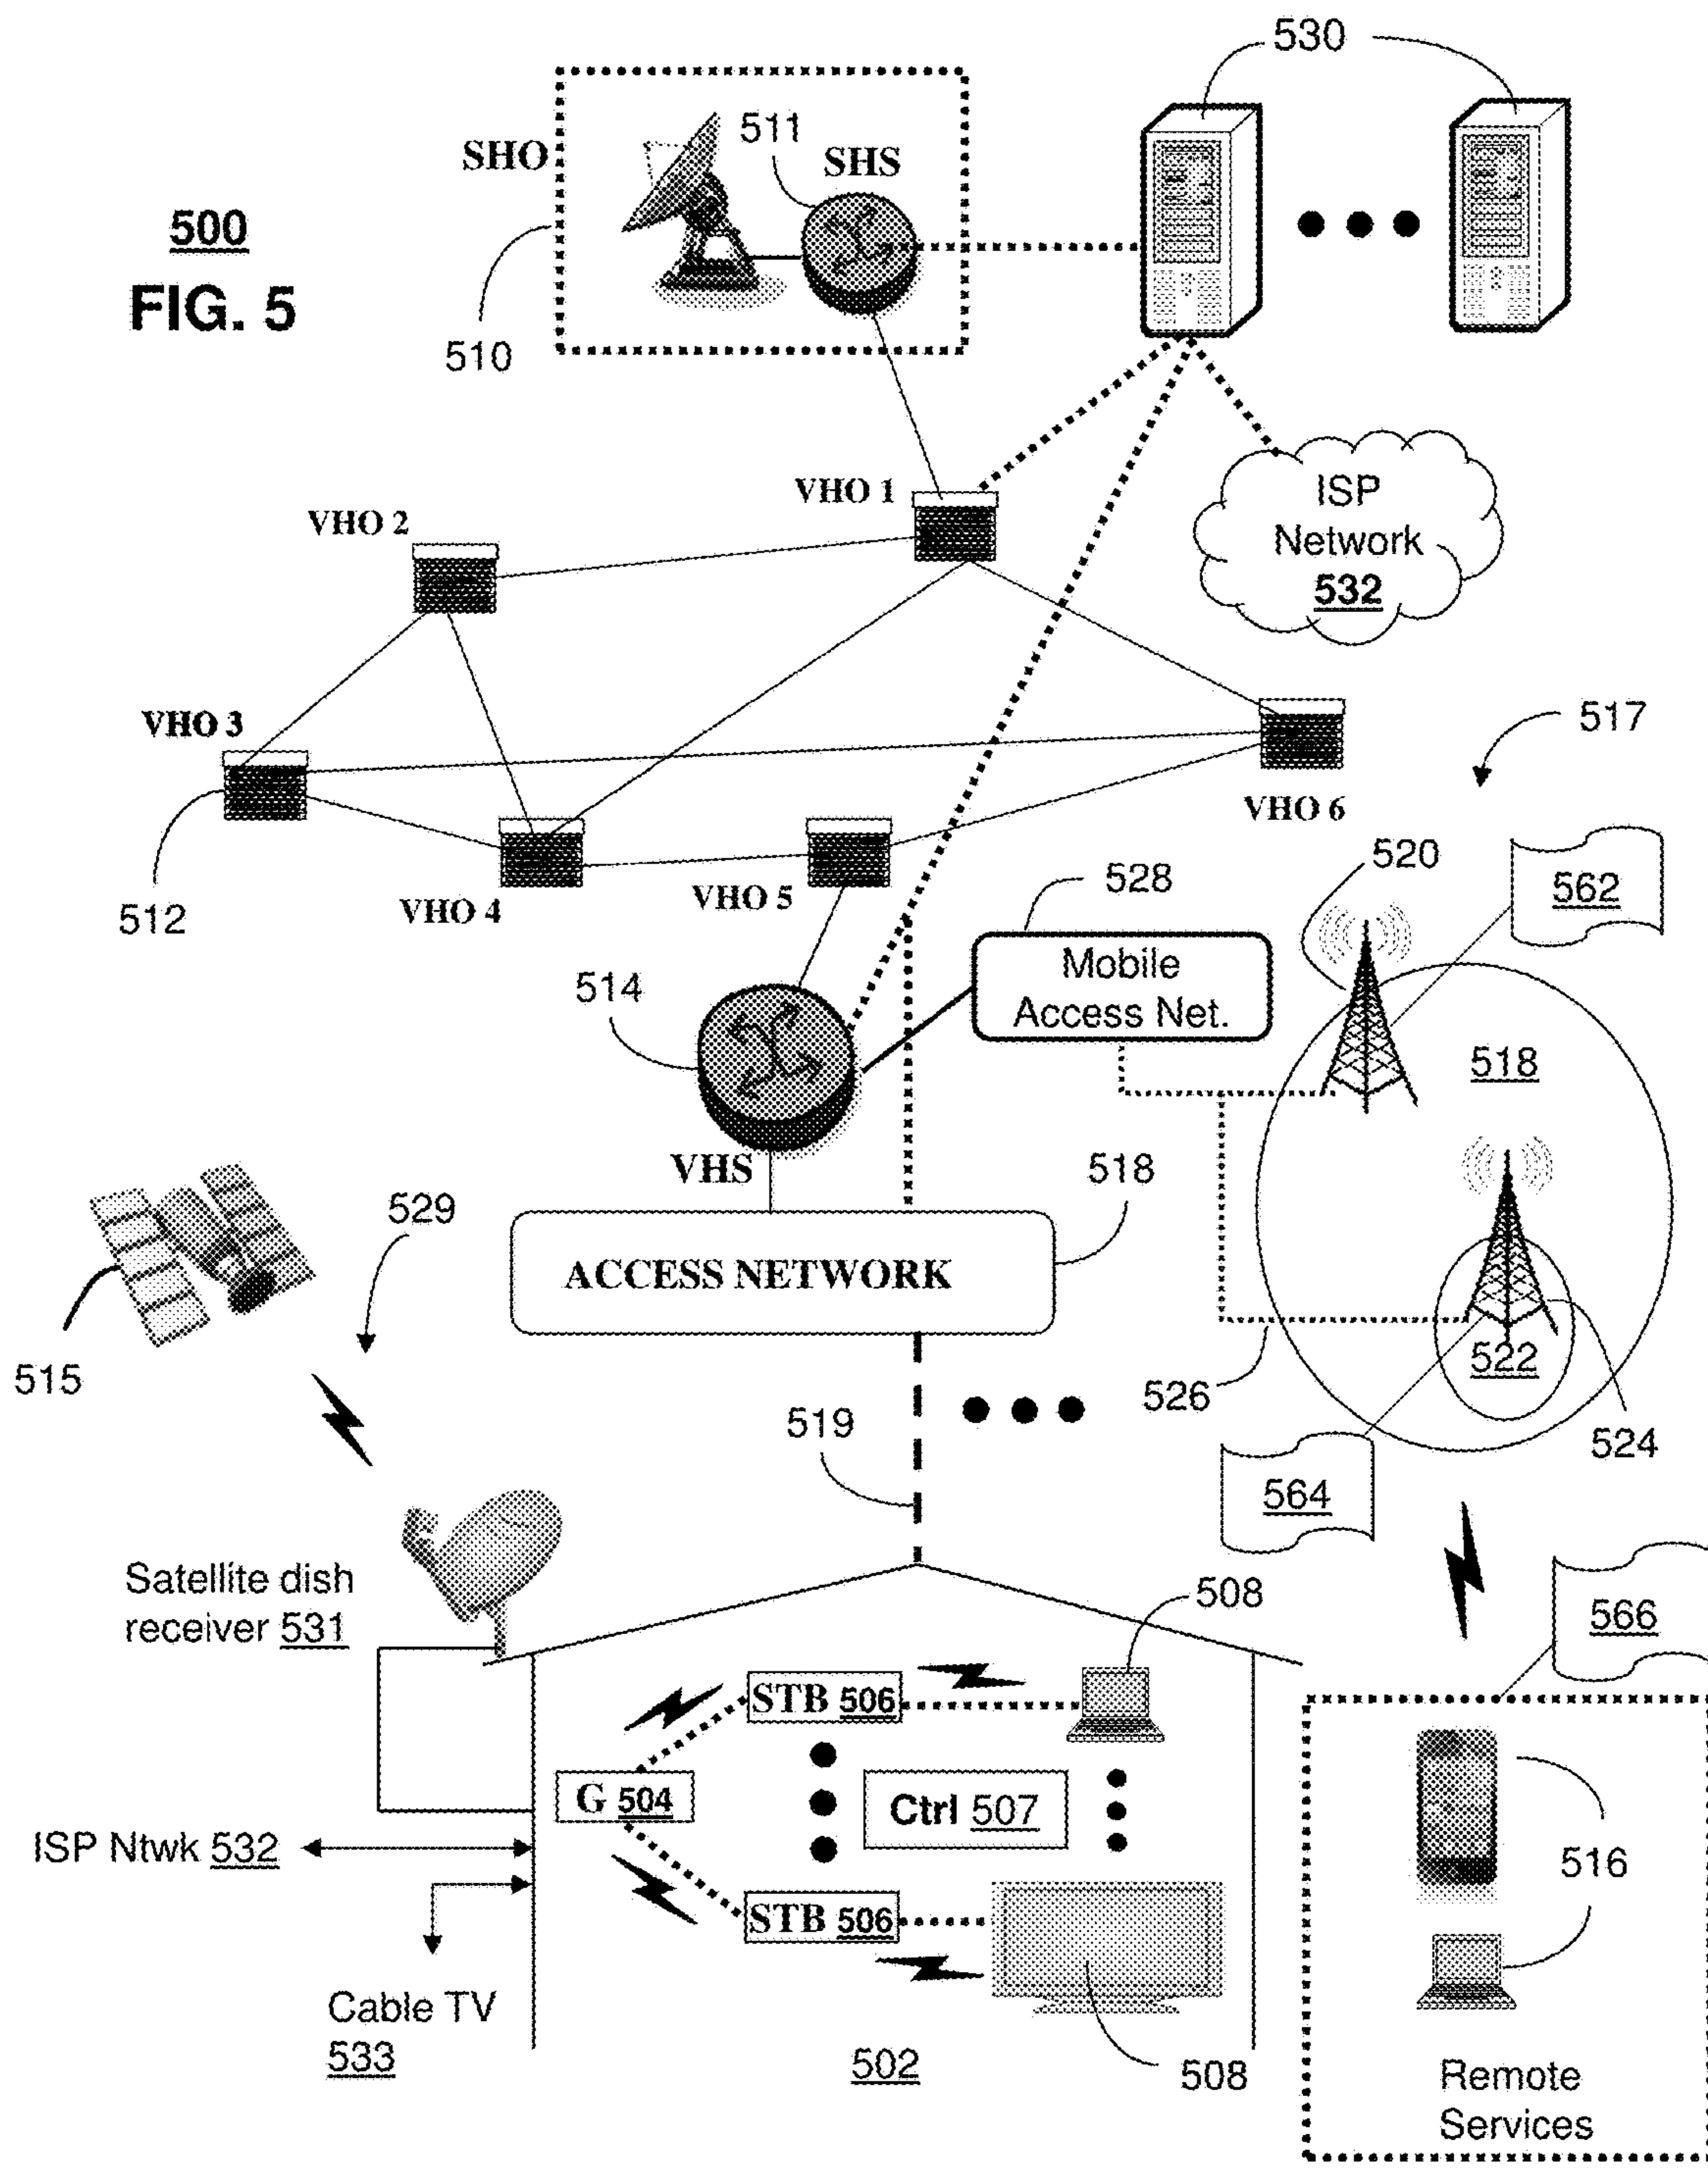 530
511
SHO
SHS
500
FIG. 5
510
VHO 1
ISP
Network
532
VHO 2
VHO 3
517
VHO 6
520
562
528
512
VHO 4
VHO 5
Mobile
Access Net.
514
518
VHS
518
529
ACCESS NETWORK
515
522
526
519
524
564
Satellite dish
receiver 531
508
566
STB 506
G 504
Ctrl 507
ISP Ntwk 532
516
STB 506
Cable TV
533
502
508
Remote
Services